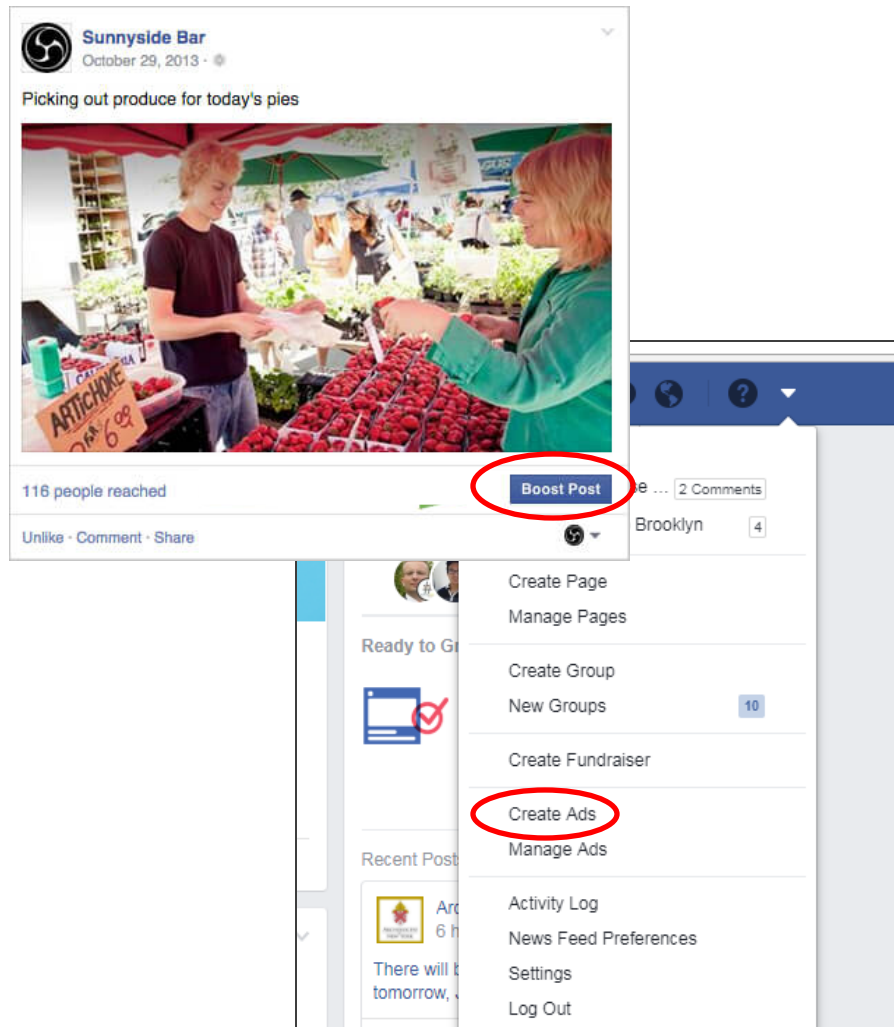 Sunnyside Bar
October 29, 2013 ·
Picking out produce for today's pies
ARTICHOKE
6.99
116 people reached
Boost Post
Unlike · Comment · Share
... 2 Comments
Brooklyn 4
Create Page
Manage Pages
Ready to
Create Group
New Groups 10
Create Fundraiser
Create Ads
Manage Ads
Recent
Activity Log
6
News Feed Preferences
There will
Settings
tomorrow,
Log Out